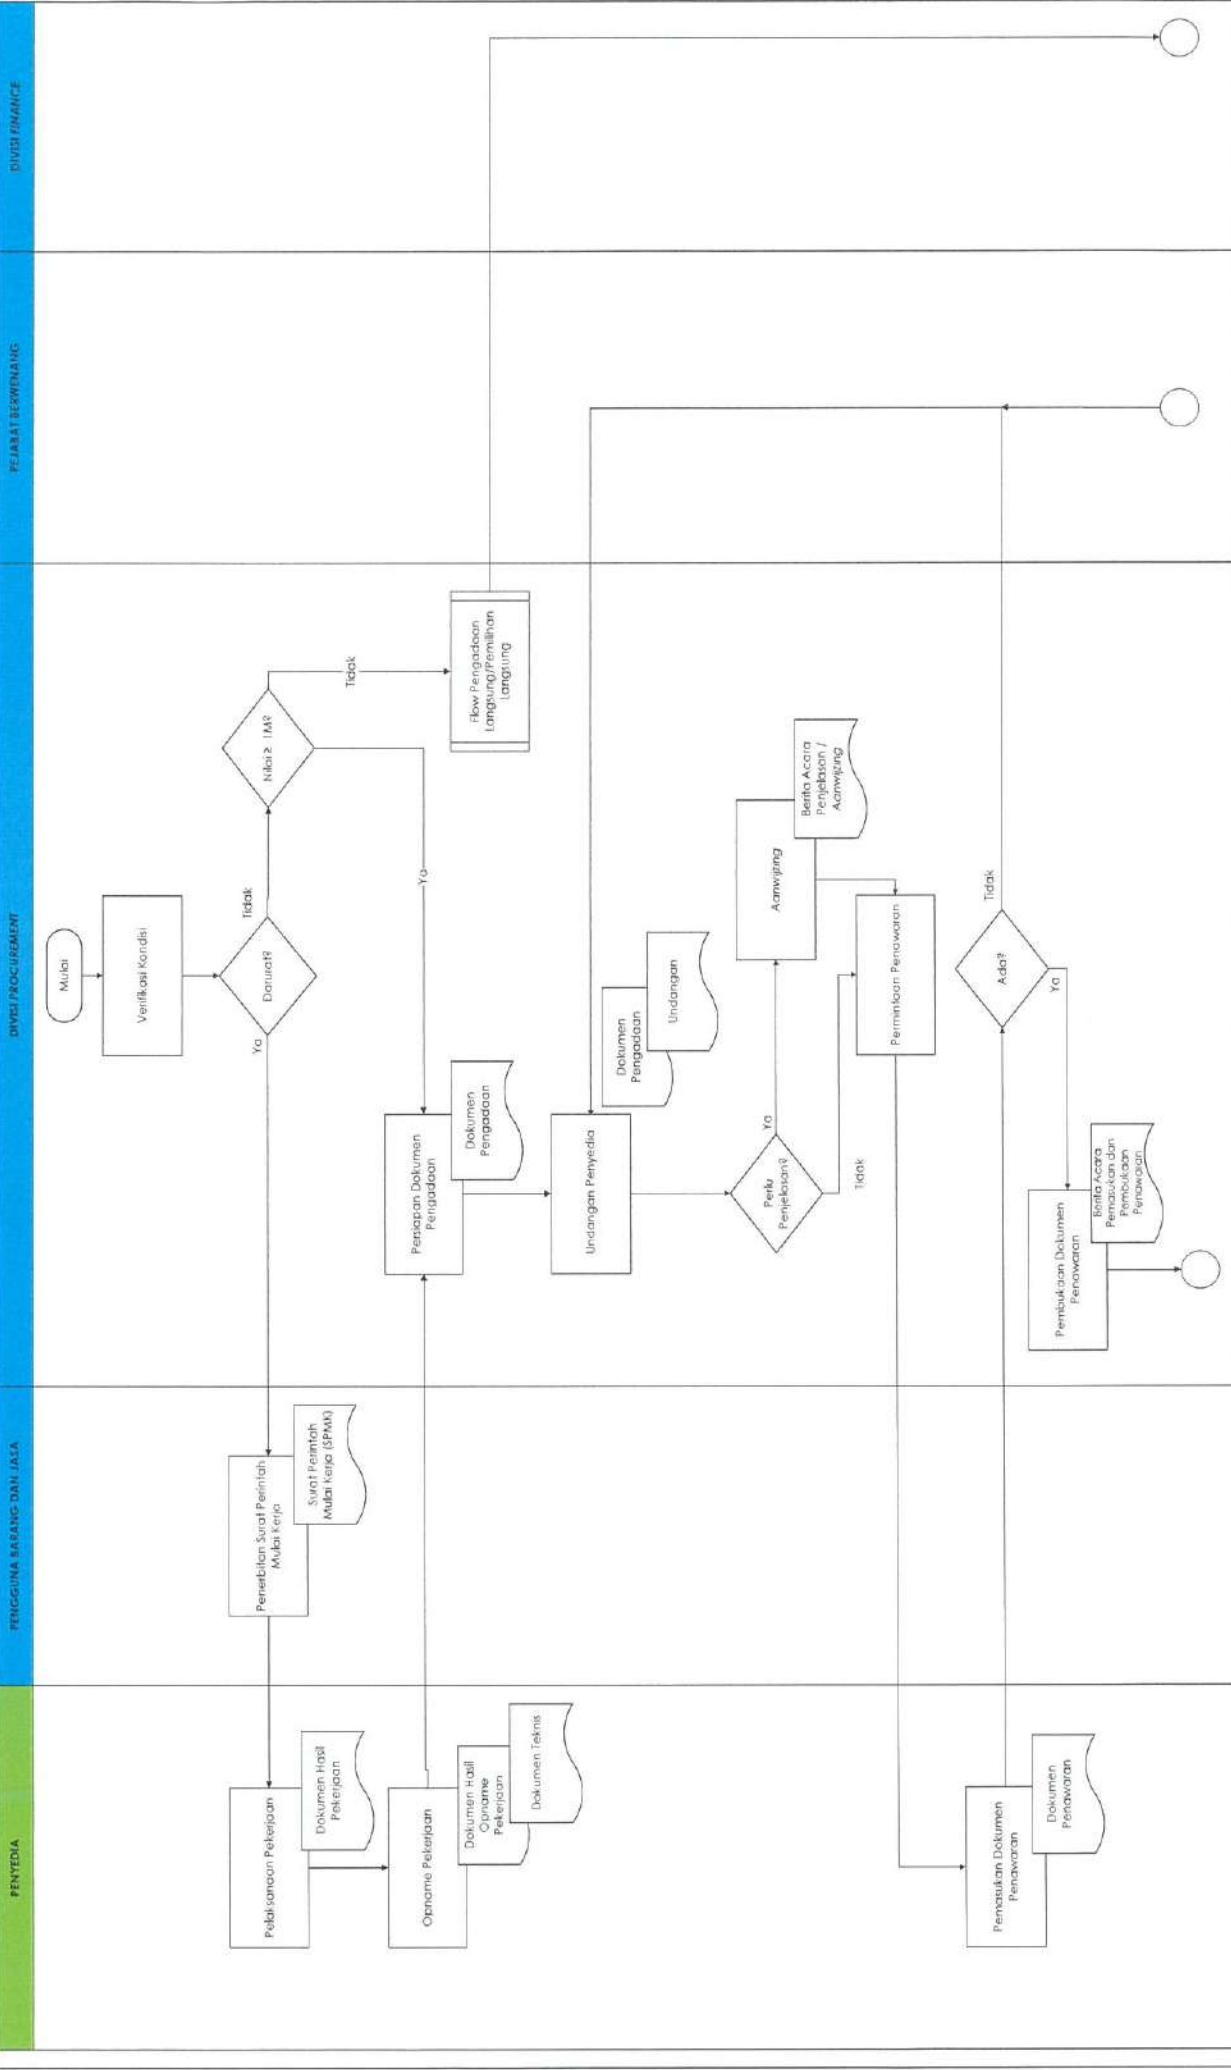 PENYEDIA
PENGGUNA BARANG DAN JASA
DIVISI PROCUREMENT
PEJABAT BERWENANG
DIVISI FINANCE
Mulai
Verifikasi Kondisi
Darurat?
Ya
Tidak
Nilai ≥ 1M?
Tidak
Ya
Flow Pengadaan
Langsung/Pemilihan
Langsung
Penerbitan Surat Perintah
Mulai Kerja
Surat Perintah
Mulai Kerja (SPMK)
Pelaksanaan Pekerjaan
Dokumen Hasil
Pekerjaan
Opname Pekerjaan
Dokumen Hasil
Opname
Pekerjaan
Dokumen Teknis
Persiapan Dokumen
Pengadaan
Dokumen
Pengadaan
Undangan Penyedia
Dokumen
Pengadaan
Undangan
Perlu
Penjelasan?
Ya
Tidak
Aanwijzing
Berita Acara
Penjelasan /
Aanwijzing
Permintaan Penawaran
Pemasukan Dokumen
Penawaran
Dokumen
Penawaran
Ada?
Tidak
Ya
Pembukaan Dokumen
Penawaran
Berita Acara
Pemasukan dan
Pembukaan
Penawaran